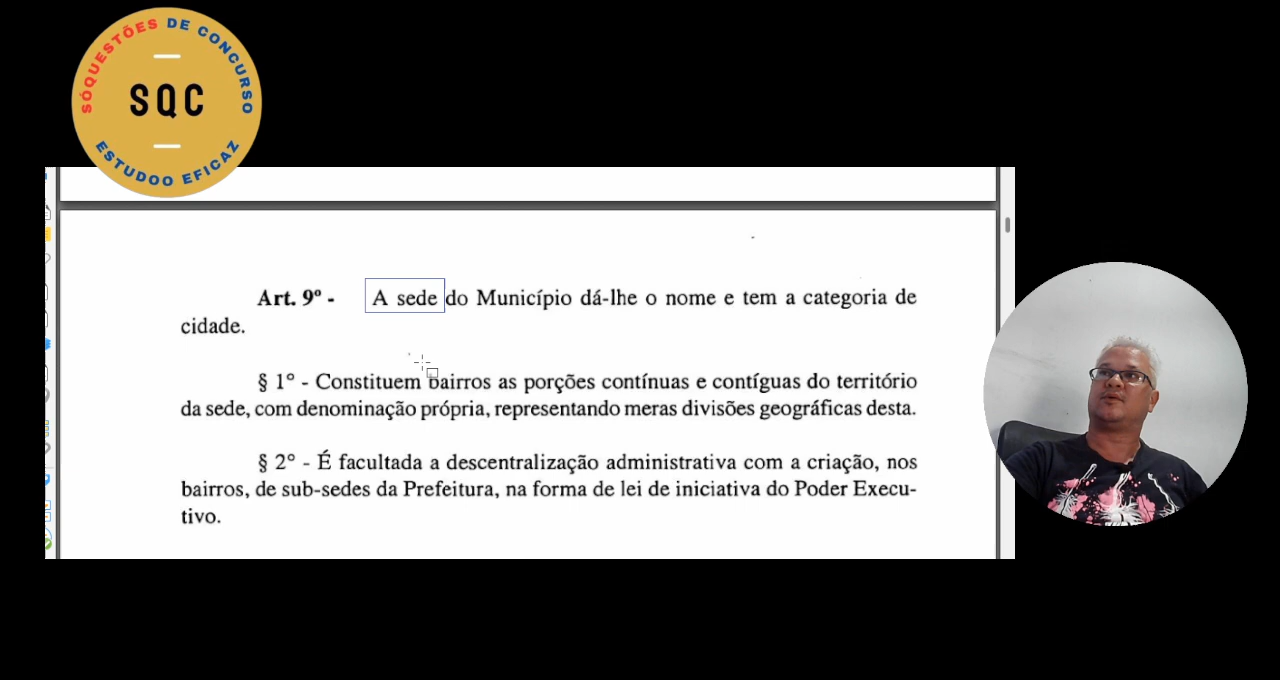 SÓQUESTÕES DE CONCURSO
SQC
ESTUDOO EFICAZ
Art. 9º - A sede do Município dá-lhe o nome e tem a categoria de
cidade.
§ 1° - Constituem bairros as porções contínuas e contíguas do território
da sede, com denominação própria, representando meras divisões geográficas desta.
§ 2° - É facultada a descentralização administrativa com a criação, nos
bairros, de sub-sedes da Prefeitura, na forma de lei de iniciativa do Poder Execu-
tivo.